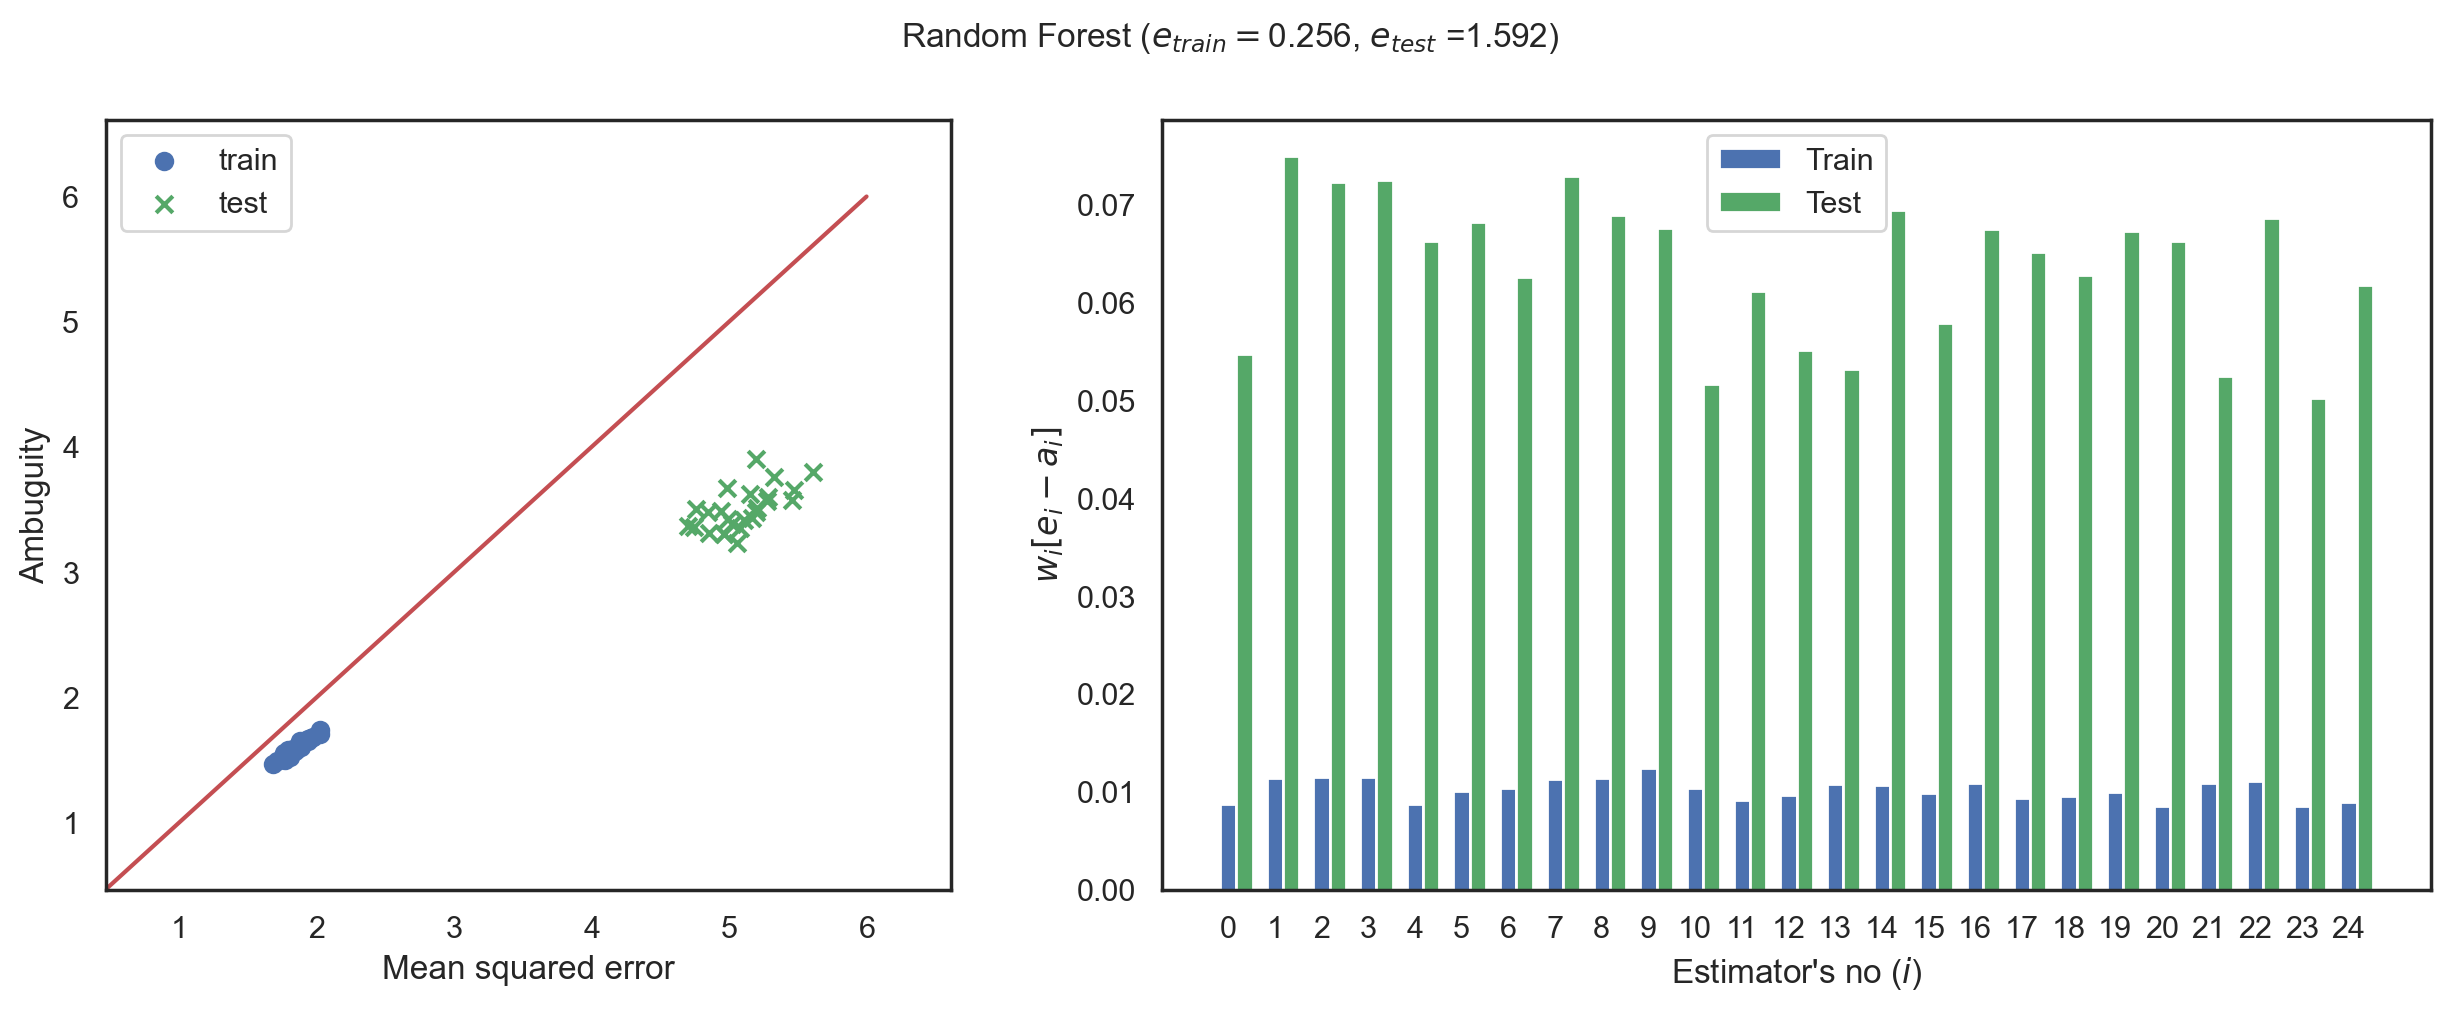 Random Forest (e_train = 0.256, e_test =1.592)
train
test
6
5
4
3
2
1
Ambuguity
1 2 3 4 5 6
Mean squared error
Train
Test
0.07
0.06
0.05
0.04
0.03
0.02
0.01
0.00
w_i[e_i − a_i]
0 1 2 3 4 5 6 7 8 9 10 11 12 13 14 15 16 17 18 19 20 21 22 23 24
Estimator's no (i)